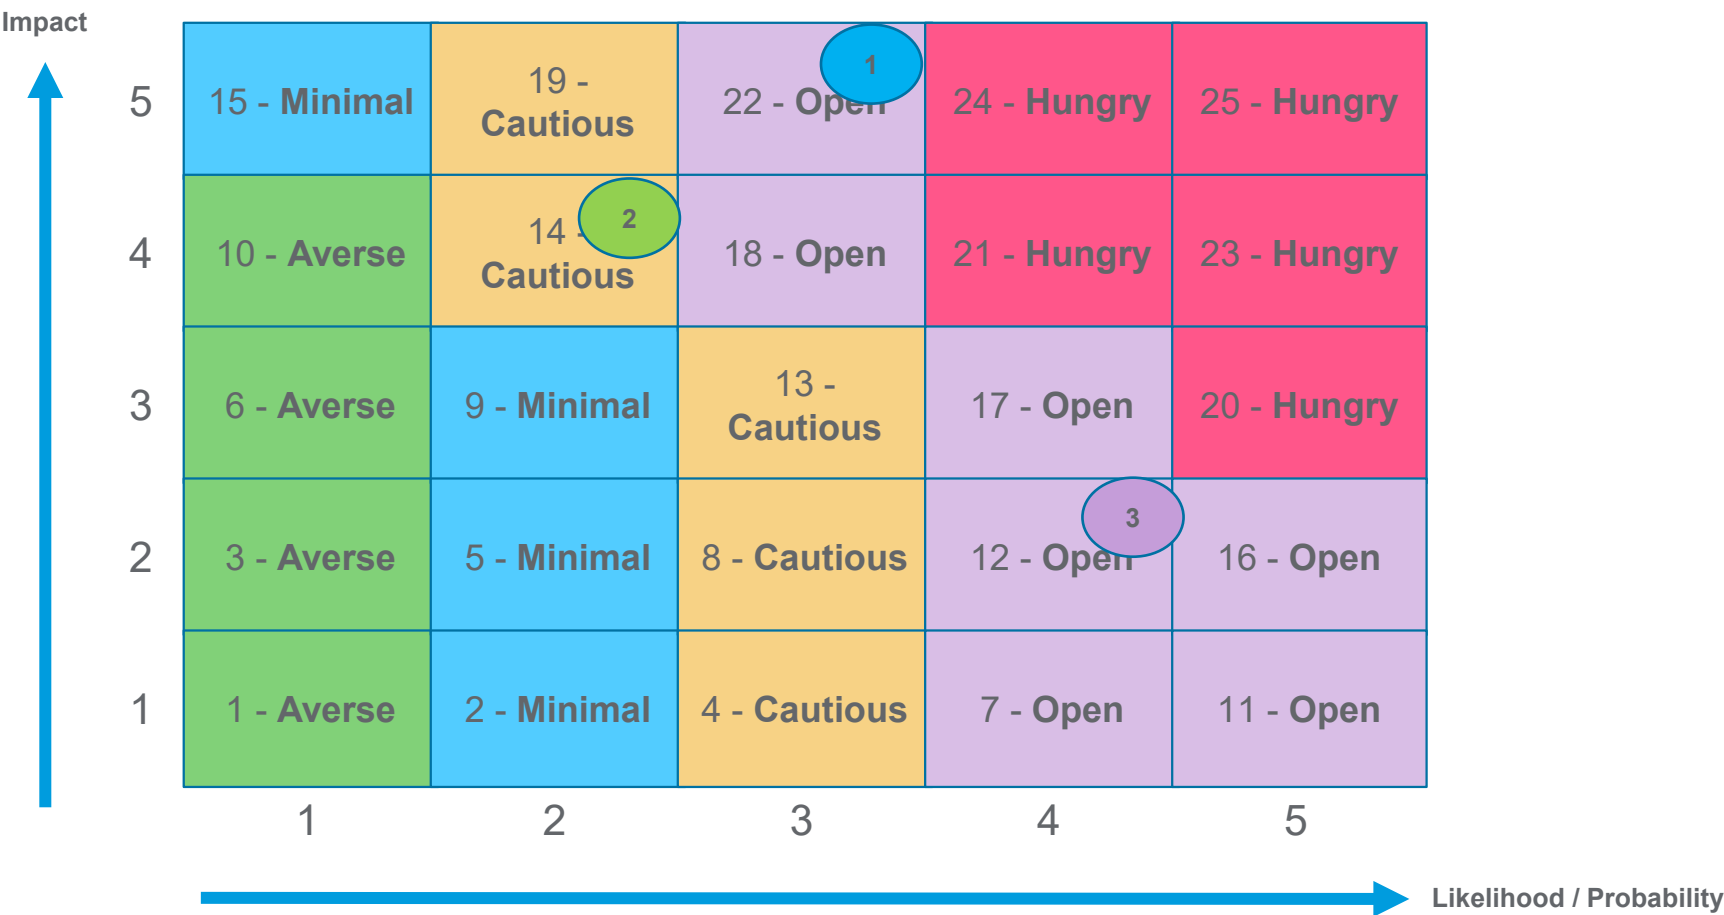 Impact
5
15 - Minimal
19 -
Cautious
22 - Open
1
24 - Hungry
25 - Hungry
4
10 - Averse
14 -
Cautious
2
18 - Open
21 - Hungry
23 - Hungry
3
6 - Averse
9 - Minimal
13 -
Cautious
17 - Open
20 - Hungry
2
3 - Averse
5 - Minimal
8 - Cautious
12 - Open
3
16 - Open
1
1 - Averse
2 - Minimal
4 - Cautious
7 - Open
11 - Open
1
2
3
4
5
Likelihood / Probability